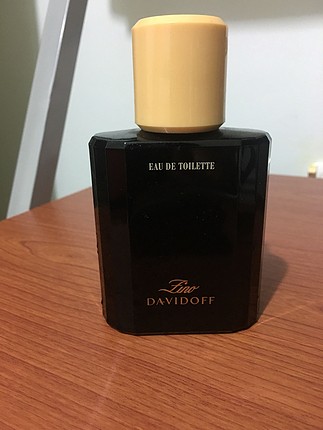 EAU DE TOILETTE
Zino
DAVIDOFF